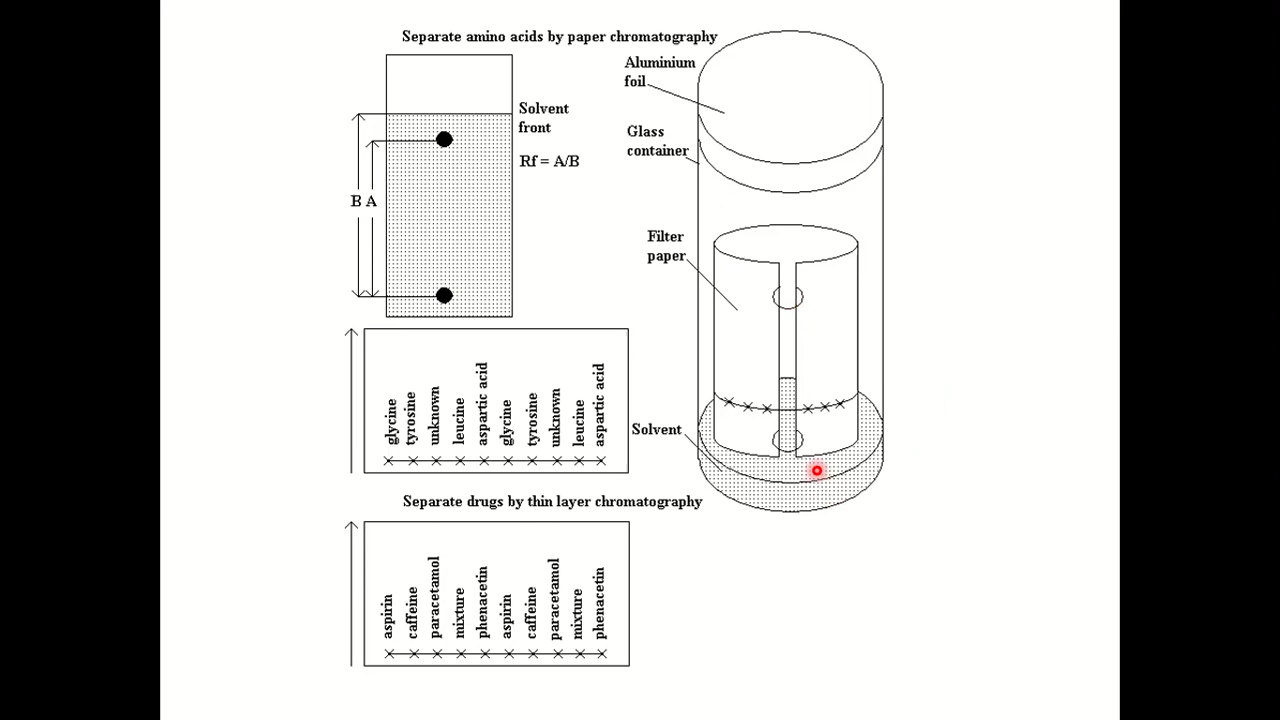 Separate amino acids by paper chromatography
Aluminium
foil
Solvent
front
Glass
container
Rf = A/B
B A
Filter
paper
glycine
tyrosine
unknown
leucine
aspartic acid
glycine
tyrosine
unknown
leucine
aspartic acid
Solvent
Separate drugs by thin layer chromatography
aspirin
caffeine
paracetamol
mixture
phenacetin
aspirin
caffeine
paracetamol
mixture
phenacetin